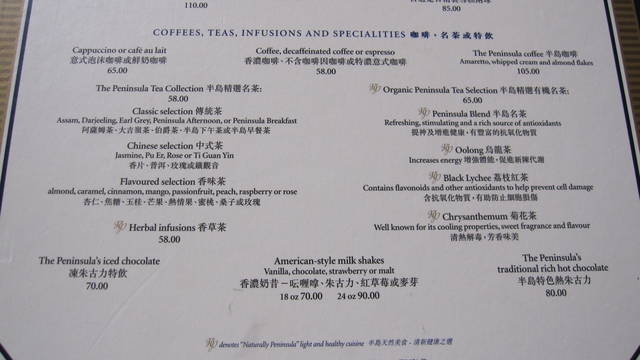 110.00
85.00
COFFEES, TEAS, INFUSIONS AND SPECIALITIES 咖啡，名茶或特飲
Cappuccino or café au lait
意式泡沫咖啡或鮮奶咖啡
65.00
Coffee, decaffeinated coffee or espresso
香濃咖啡、不含咖啡因咖啡或特濃意式咖啡
58.00
The Peninsula coffee 半島咖啡
Amaretto, whipped cream and almond flakes
105.00
The Peninsula Tea Collection 半島精選名茶:
58.00
Classic selection 傳統茶
Assam, Darjeeling, Earl Grey, Peninsula Afternoon, or Peninsula Breakfast
阿薩姆茶、大吉嶺茶、伯爵茶、半島下午茶或半島早餐茶
Chinese selection 中式茶
Jasmine, Pu Er, Rose or Ti Guan Yin
香片、普洱、玫瑰或鐵觀音
Flavoured selection 香味茶
almond, caramel, cinnamon, mango, passionfruit, peach, raspberry or rose
杏仁、焦糖、玉桂、芒果、熱情果、蜜桃、桑子或玫瑰
Herbal infusions 香草茶
58.00
Organic Peninsula Tea Selection 半島精選有機名茶:
65.00
Peninsula Blend 半島名茶
Refreshing, stimulating and a rich source of antioxidants
提神及增進健康，有豐富的抗氧化物質
Oolong 烏龍茶
Increases energy 增強體能，促進新陳代謝
Black Lychee 荔枝紅茶
Contains flavonoids and other antioxidants to help prevent cell damage
含抗氧化物質，有助防止細胞損傷
Chrysanthemum 菊花茶
Well known for its cooling properties, sweet fragrance and flavour
清熱解毒，芳香味美
The Peninsula's iced chocolate
凍朱古力特飲
70.00
American-style milk shakes
Vanilla, chocolate, strawberry or malt
香濃奶昔－呍喱嗱、朱古力、紅草莓或麥芽
18 oz 70.00 24 oz 90.00
The Peninsula's
traditional rich hot chocolate
半島特色熱朱古力
80.00
denotes "Naturally Peninsula" light and healthy cuisine 半島天然美食 - 清新健康之選